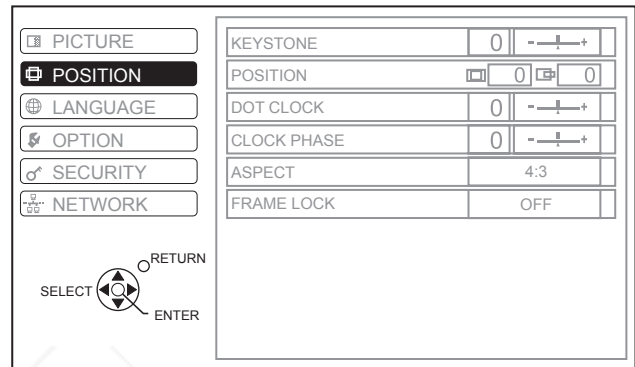 PICTURE
POSITION
LANGUAGE
OPTION
SECURITY
NETWORK
RETURN
SELECT
ENTER
KEYSTONE 0 - +
POSITION 0 0
DOT CLOCK 0 - +
CLOCK PHASE 0 - +
ASPECT 4:3
FRAME LOCK OFF